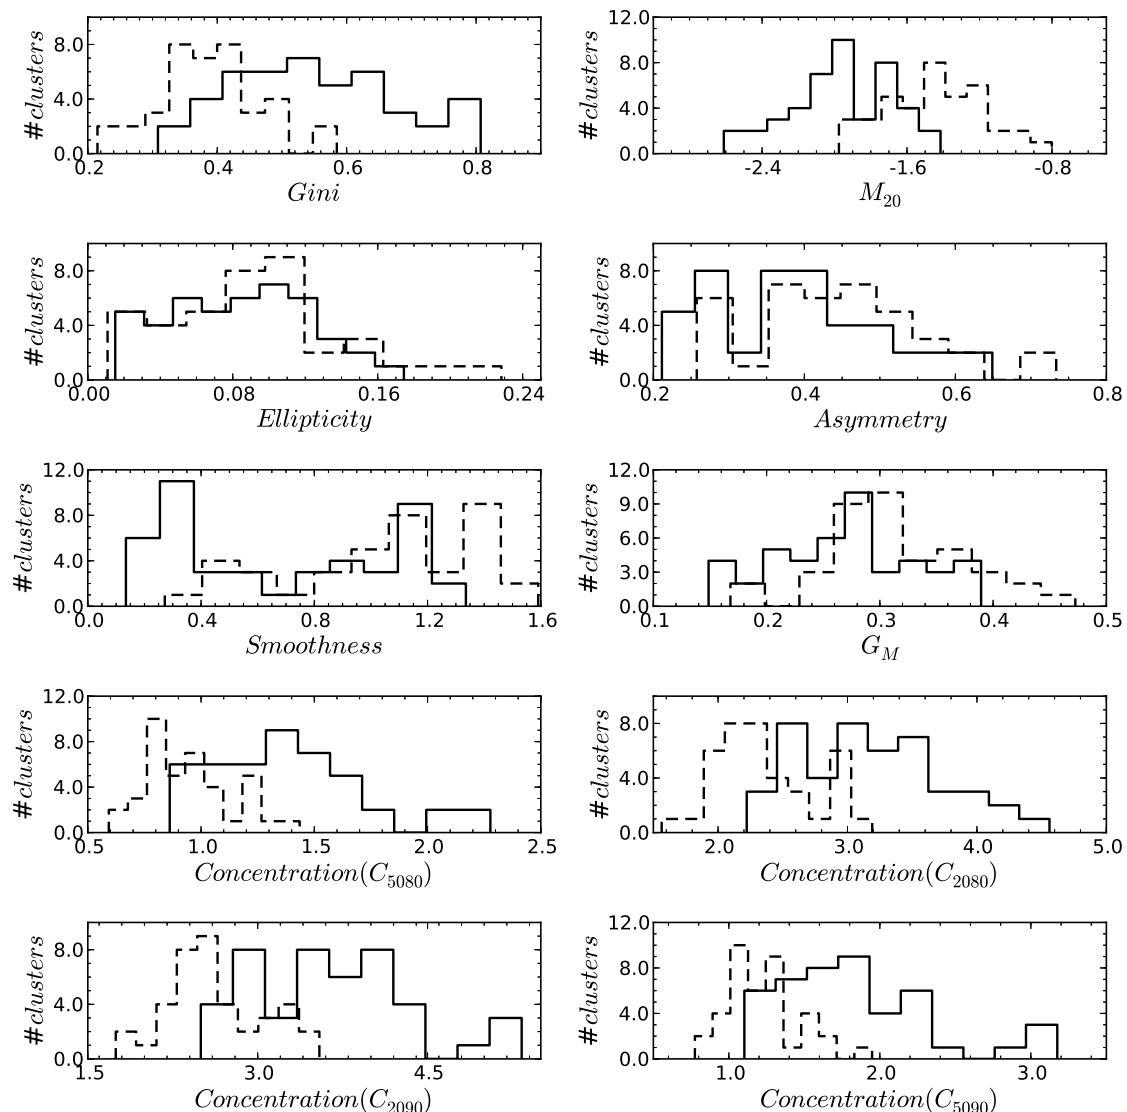 8.0
4.0
0.0
#clusters
0.2 0.4 0.6 0.8
Gini
12.0
8.0
4.0
0.0
#clusters
-2.4 -1.6 -0.8
M20
8.0
4.0
0.0
#clusters
0.00 0.08 0.16 0.24
Ellipticity
8.0
4.0
0.0
#clusters
0.2 0.4 0.6 0.8
Asymmetry
12.0
8.0
4.0
0.0
#clusters
0.0 0.4 0.8 1.2 1.6
Smoothness
12.0
9.0
6.0
3.0
0.0
#clusters
0.1 0.2 0.3 0.4 0.5
GM
12.0
8.0
4.0
0.0
#clusters
0.5 1.0 1.5 2.0 2.5
Concentration(C5080)
8.0
4.0
0.0
#clusters
2.0 3.0 4.0 5.0
Concentration(C2080)
8.0
4.0
0.0
#clusters
1.5 3.0 4.5
Concentration(C2090)
12.0
8.0
4.0
0.0
#clusters
1.0 2.0 3.0
Concentration(C5090)